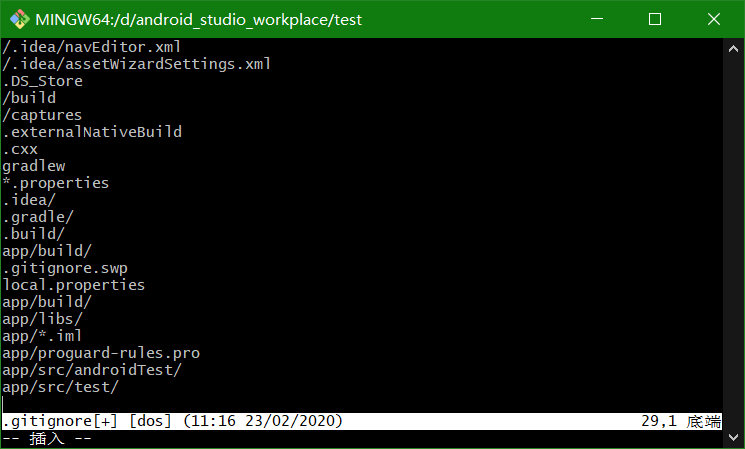 MINGW64:/d/android_studio_workplace/test
/.idea/navEditor.xml
/.idea/assetWizardSettings.xml
.DS_Store
/build
/captures
.externalNativeBuild
.cxx
gradlew
*.properties
.idea/
.gradle/
.build/
app/build/
.gitignore.swp
local.properties
app/build/
app/libs/
app/*.iml
app/proguard-rules.pro
app/src/androidTest/
app/src/test/
.gitignore[+] [dos] (11:16 23/02/2020) 29,1 底端
-- 插入 --